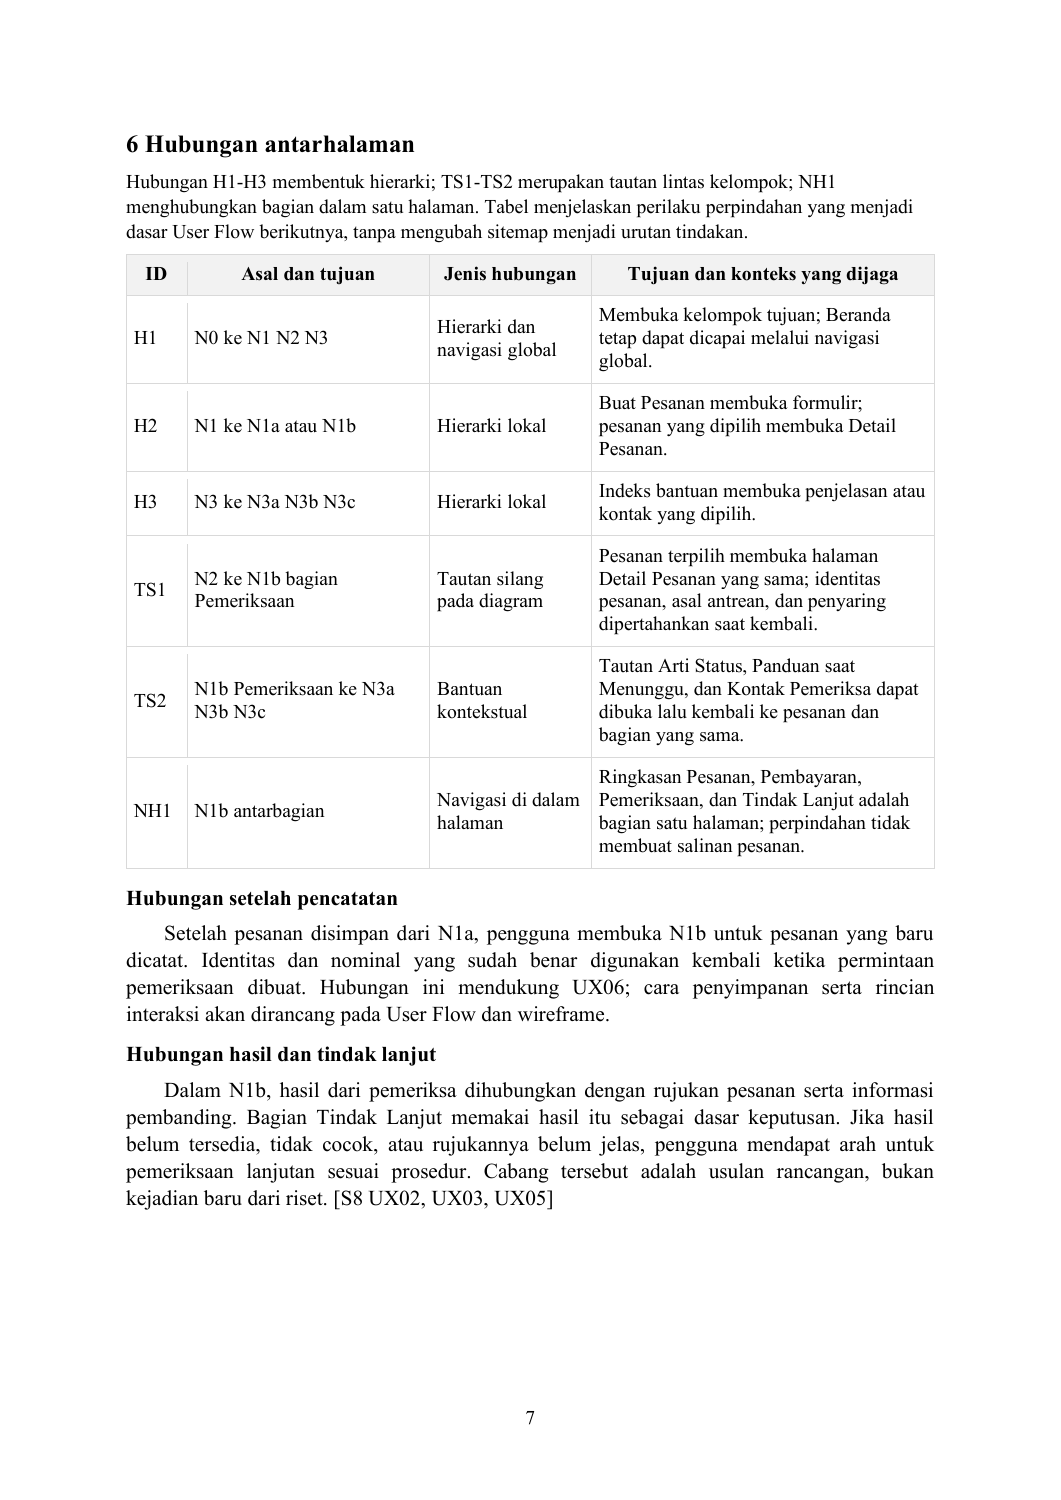 6 Hubungan antarhalaman
Hubungan H1-H3 membentuk hierarki; TS1-TS2 merupakan tautan lintas kelompok; NH1
menghubungkan bagian dalam satu halaman. Tabel menjelaskan perilaku perpindahan yang menjadi
dasar User Flow berikutnya, tanpa mengubah sitemap menjadi urutan tindakan.
ID Asal dan tujuan Jenis hubungan Tujuan dan konteks yang dijaga
H1
N0 ke N1 N2 N3
Hierarki dan
navigasi global
Membuka kelompok tujuan; Beranda
tetap dapat dicapai melalui navigasi
global.
H2
N1 ke N1a atau N1b
Hierarki lokal
Buat Pesanan membuka formulir;
pesanan yang dipilih membuka Detail
Pesanan.
H3
N3 ke N3a N3b N3c
Hierarki lokal
Indeks bantuan membuka penjelasan atau
kontak yang dipilih.
TS1
N2 ke N1b bagian
Pemeriksaan
Tautan silang
pada diagram
Pesanan terpilih membuka halaman
Detail Pesanan yang sama; identitas
pesanan, asal antrean, dan penyaring
dipertahankan saat kembali.
TS2
N1b Pemeriksaan ke N3a
N3b N3c
Bantuan
kontekstual
Tautan Arti Status, Panduan saat
Menunggu, dan Kontak Pemeriksa dapat
dibuka lalu kembali ke pesanan dan
bagian yang sama.
NH1
N1b antarbagian
Navigasi di dalam
halaman
Ringkasan Pesanan, Pembayaran,
Pemeriksaan, dan Tindak Lanjut adalah
bagian satu halaman; perpindahan tidak
membuat salinan pesanan.
Hubungan setelah pencatatan
Setelah pesanan disimpan dari N1a, pengguna membuka N1b untuk pesanan yang baru
dicatat. Identitas dan nominal yang sudah benar digunakan kembali ketika permintaan
pemeriksaan dibuat. Hubungan ini mendukung UX06; cara penyimpanan serta rincian
interaksi akan dirancang pada User Flow dan wireframe.
Hubungan hasil dan tindak lanjut
Dalam N1b, hasil dari pemeriksa dihubungkan dengan rujukan pesanan serta informasi
pembanding. Bagian Tindak Lanjut memakai hasil itu sebagai dasar keputusan. Jika hasil
belum tersedia, tidak cocok, atau rujukannya belum jelas, pengguna mendapat arah untuk
pemeriksaan lanjutan sesuai prosedur. Cabang tersebut adalah usulan rancangan, bukan
kejadian baru dari riset. [S8 UX02, UX03, UX05]
7